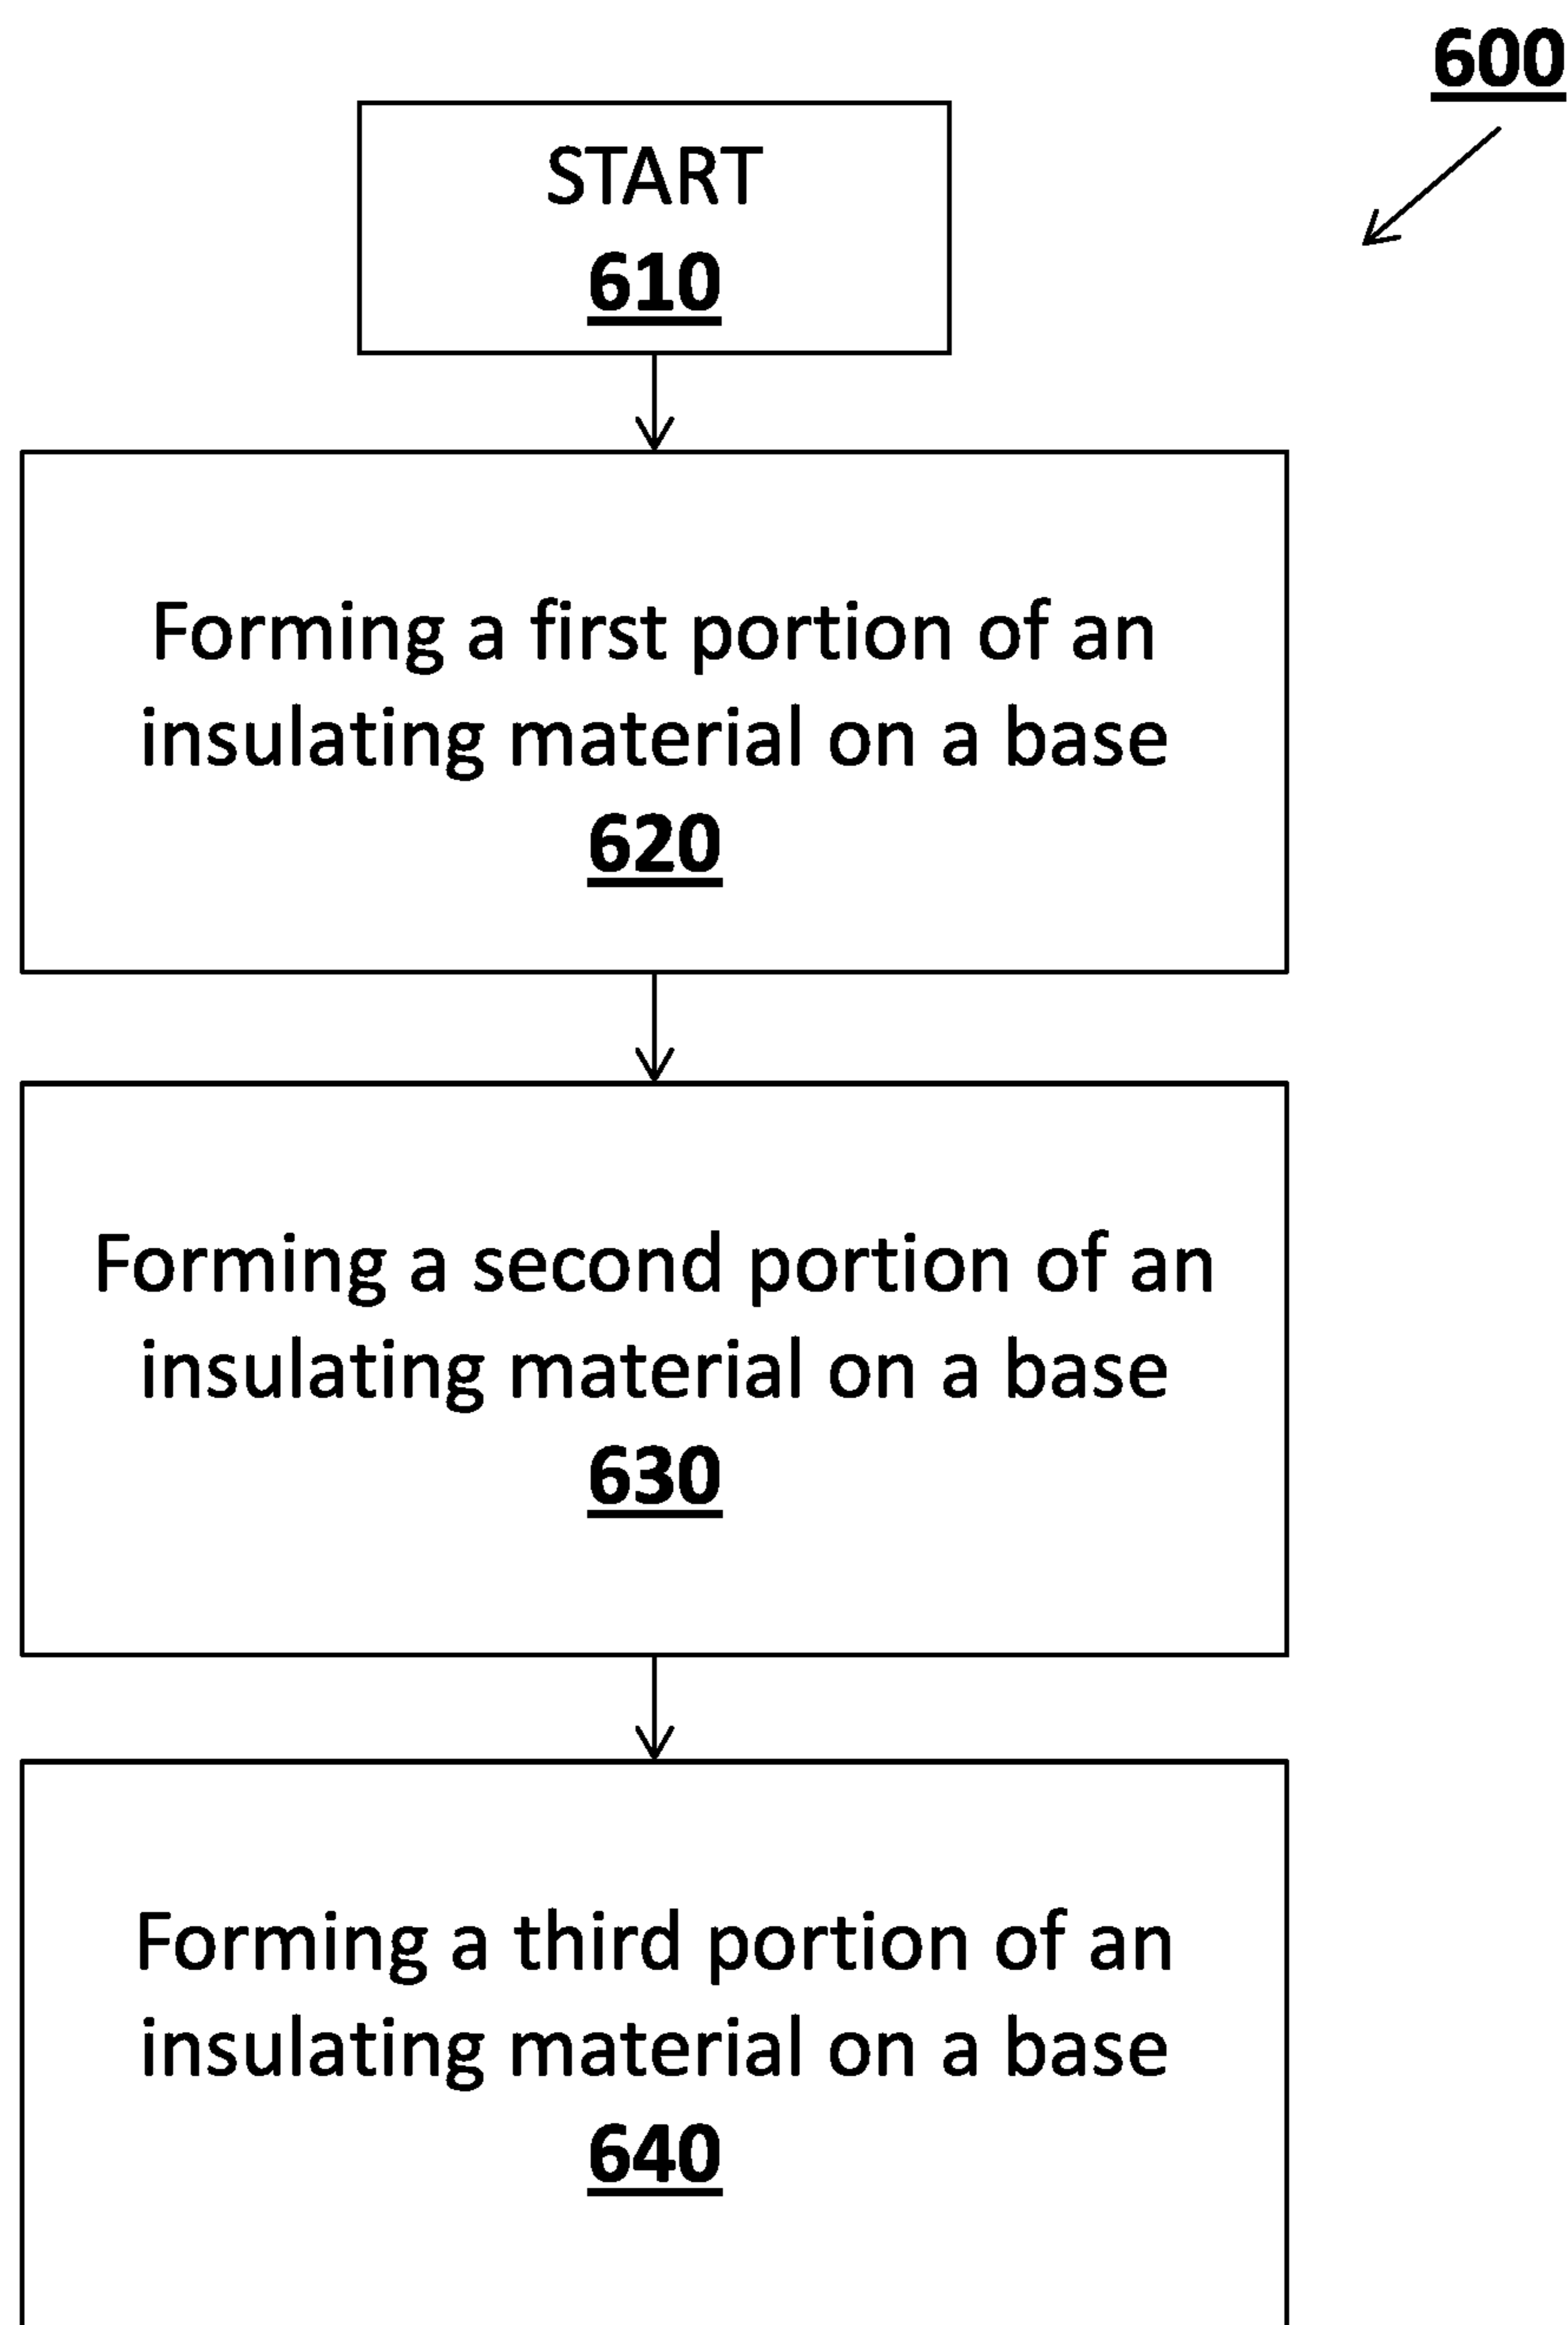 600
START
610
Forming a first portion of an
insulating material on a base
620
Forming a second portion of an
insulating material on a base
630
Forming a third portion of an
insulating material on a base
640